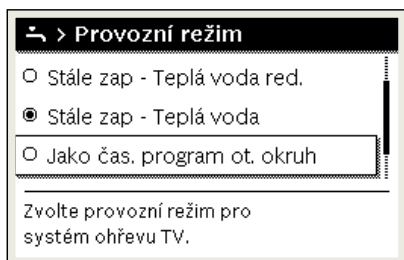 > Provozní režim
Stále zap - Teplá voda red.
Stále zap - Teplá voda
Jako čas. program ot. okruh
Zvolte provozní režim pro
systém ohřevu TV.